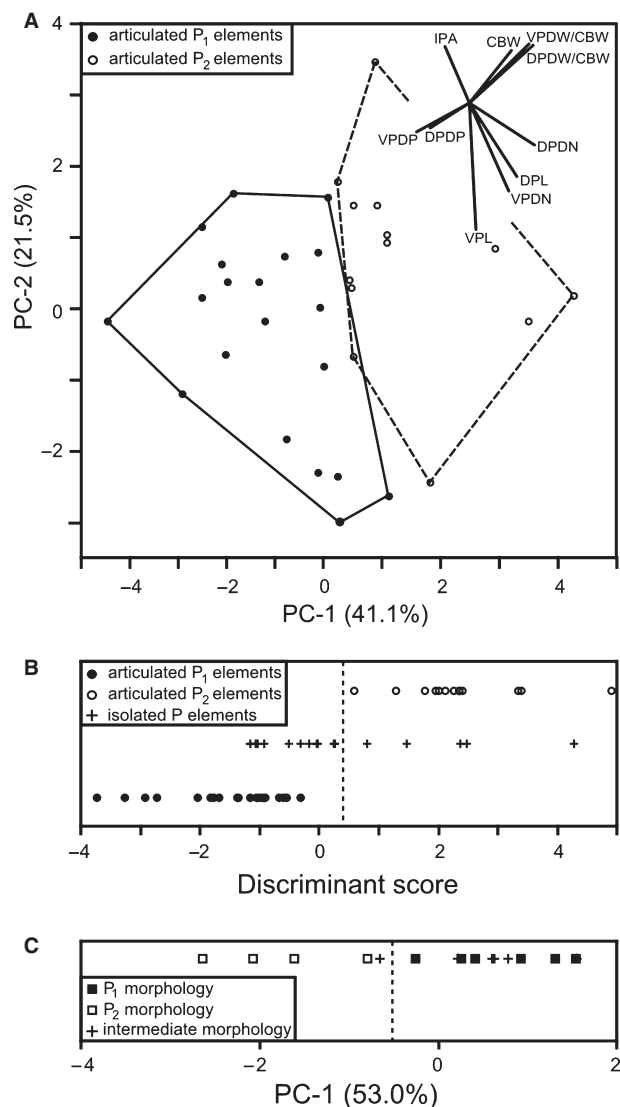 A
articulated P1 elements
articulated P2 elements
IPA
CBW
VPDW/CBW
DPDW/CBW
VPDP
DPDP
DPDN
DPL
VPDN
VPL
4
2
0
−2
PC-2 (21.5%)
−4 −2 0 2 4
PC-1 (41.1%)
B
articulated P1 elements
articulated P2 elements
isolated P elements
−4 −2 0 2 4
Discriminant score
C
P1 morphology
P2 morphology
intermediate morphology
−4 −2 0 2
PC-1 (53.0%)